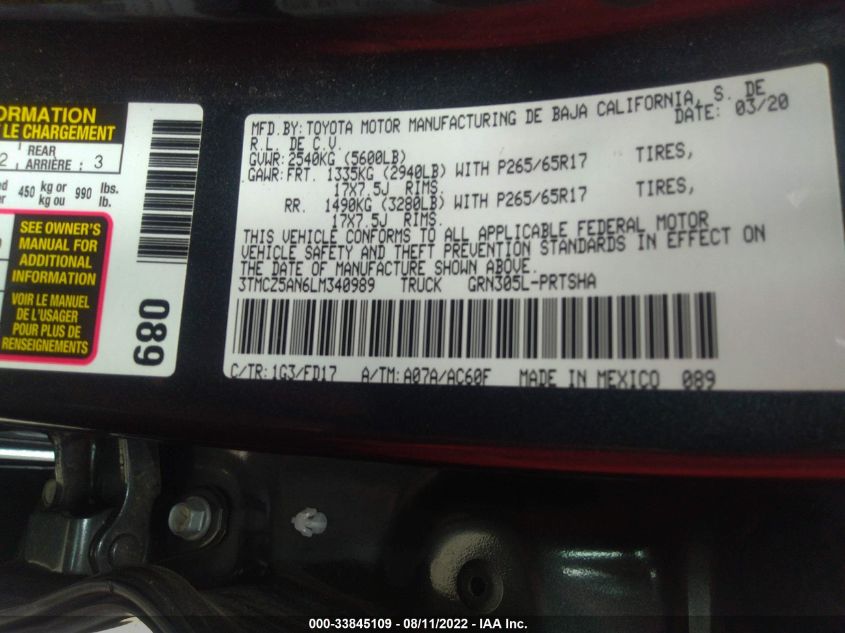 ORMATION
LE CHARGEMENT
2 REAR ARRIÈRE : 3
450 kg or kg ou 990 lbs. lb.
SEE OWNER'S
MANUAL FOR
ADDITIONAL
INFORMATION
VOIR LE MANUEL
DE L'USAGER
POUR PLUS DE
RENSEIGNEMENTS
089
MFD.BY:TOYOTA MOTOR MANUFACTURING DE BAJA CALIFORNIA, S. DE
R.L. DE C.V. DATE: 03/20
GVWR:2540KG (5600LB)
GAWR:FRT. 1335KG (2940LB) WITH P265/65R17 TIRES,
17X7.5J RIMS.
RR. 1490KG (3280LB) WITH P265/65R17 TIRES,
17X7.5J RIMS.
THIS VEHICLE CONFORMS TO ALL APPLICABLE FEDERAL MOTOR
VEHICLE SAFETY AND THEFT PREVENTION STANDARDS IN EFFECT ON
THE DATE OF MANUFACTURE SHOWN ABOVE.
3TMCZ5AN6LM340989 TRUCK GRN305L-PRTSHA
C/TR:1G3/FD17 A/TM:A07A/AC60F MADE IN MEXICO 089
000-33845109 - 08/11/2022 - IAA Inc.